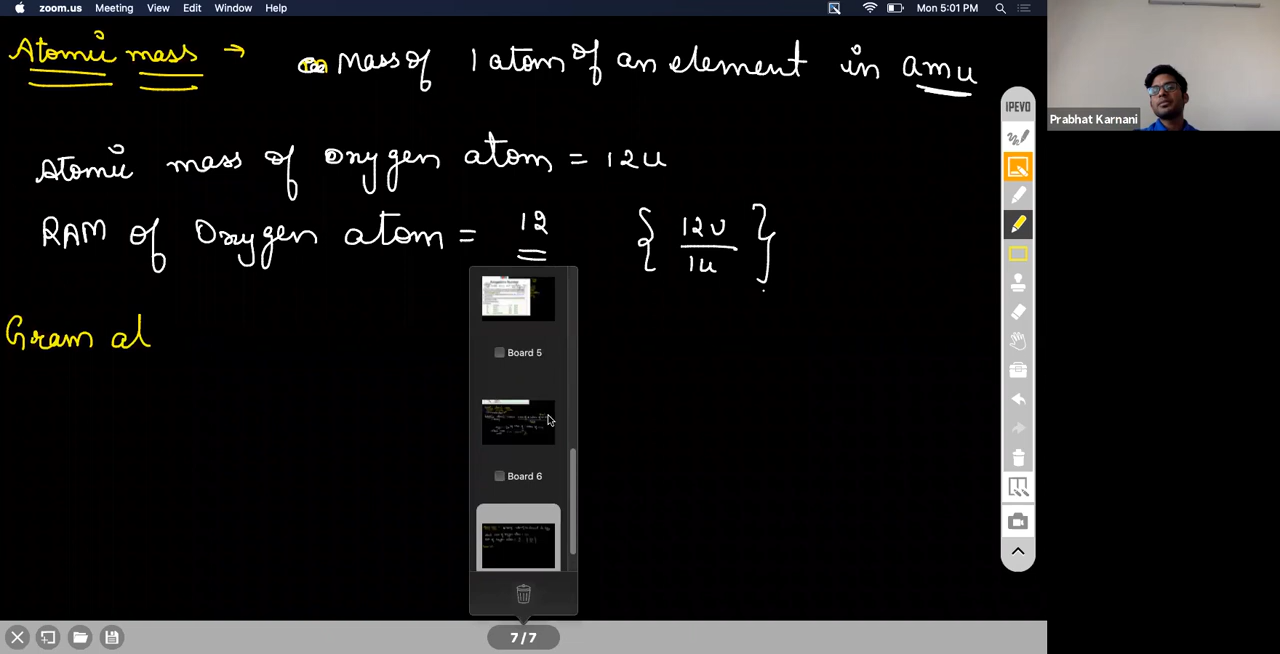 zoom.us Meeting View Edit Window Help Mon 5:01 PM
Atomic mass → Mass of 1 atom of an element in amu
IPEVO
Prabhat Karnani
Atomic mass of Oxygen atom = 12u
RAM of Oxygen atom = 12 { 12u / 1u }
Gram at
Board 5
Board 6
7/7